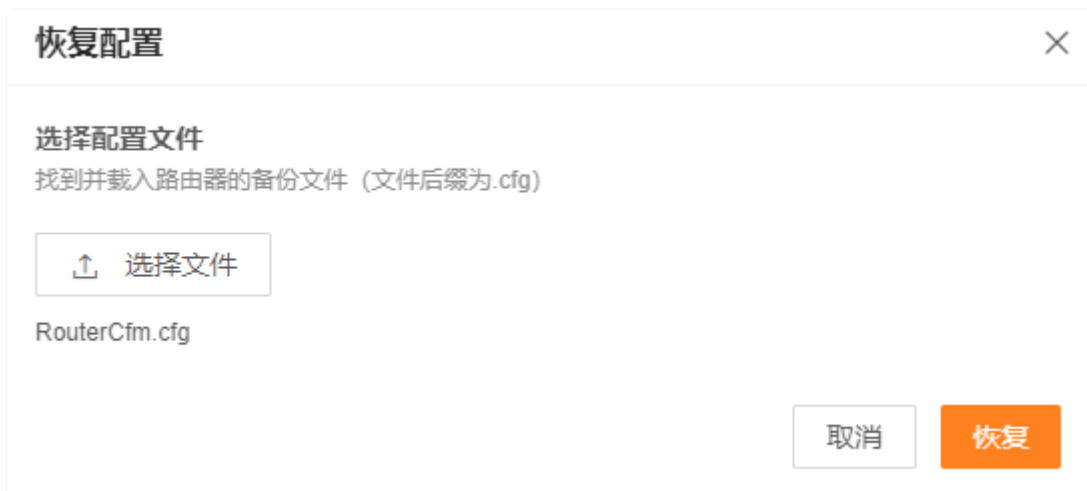 恢复配置
选择配置文件
找到并载入路由器的备份文件（文件后缀为.cfg）
选择文件
RouterCfm.cfg
取消 恢复